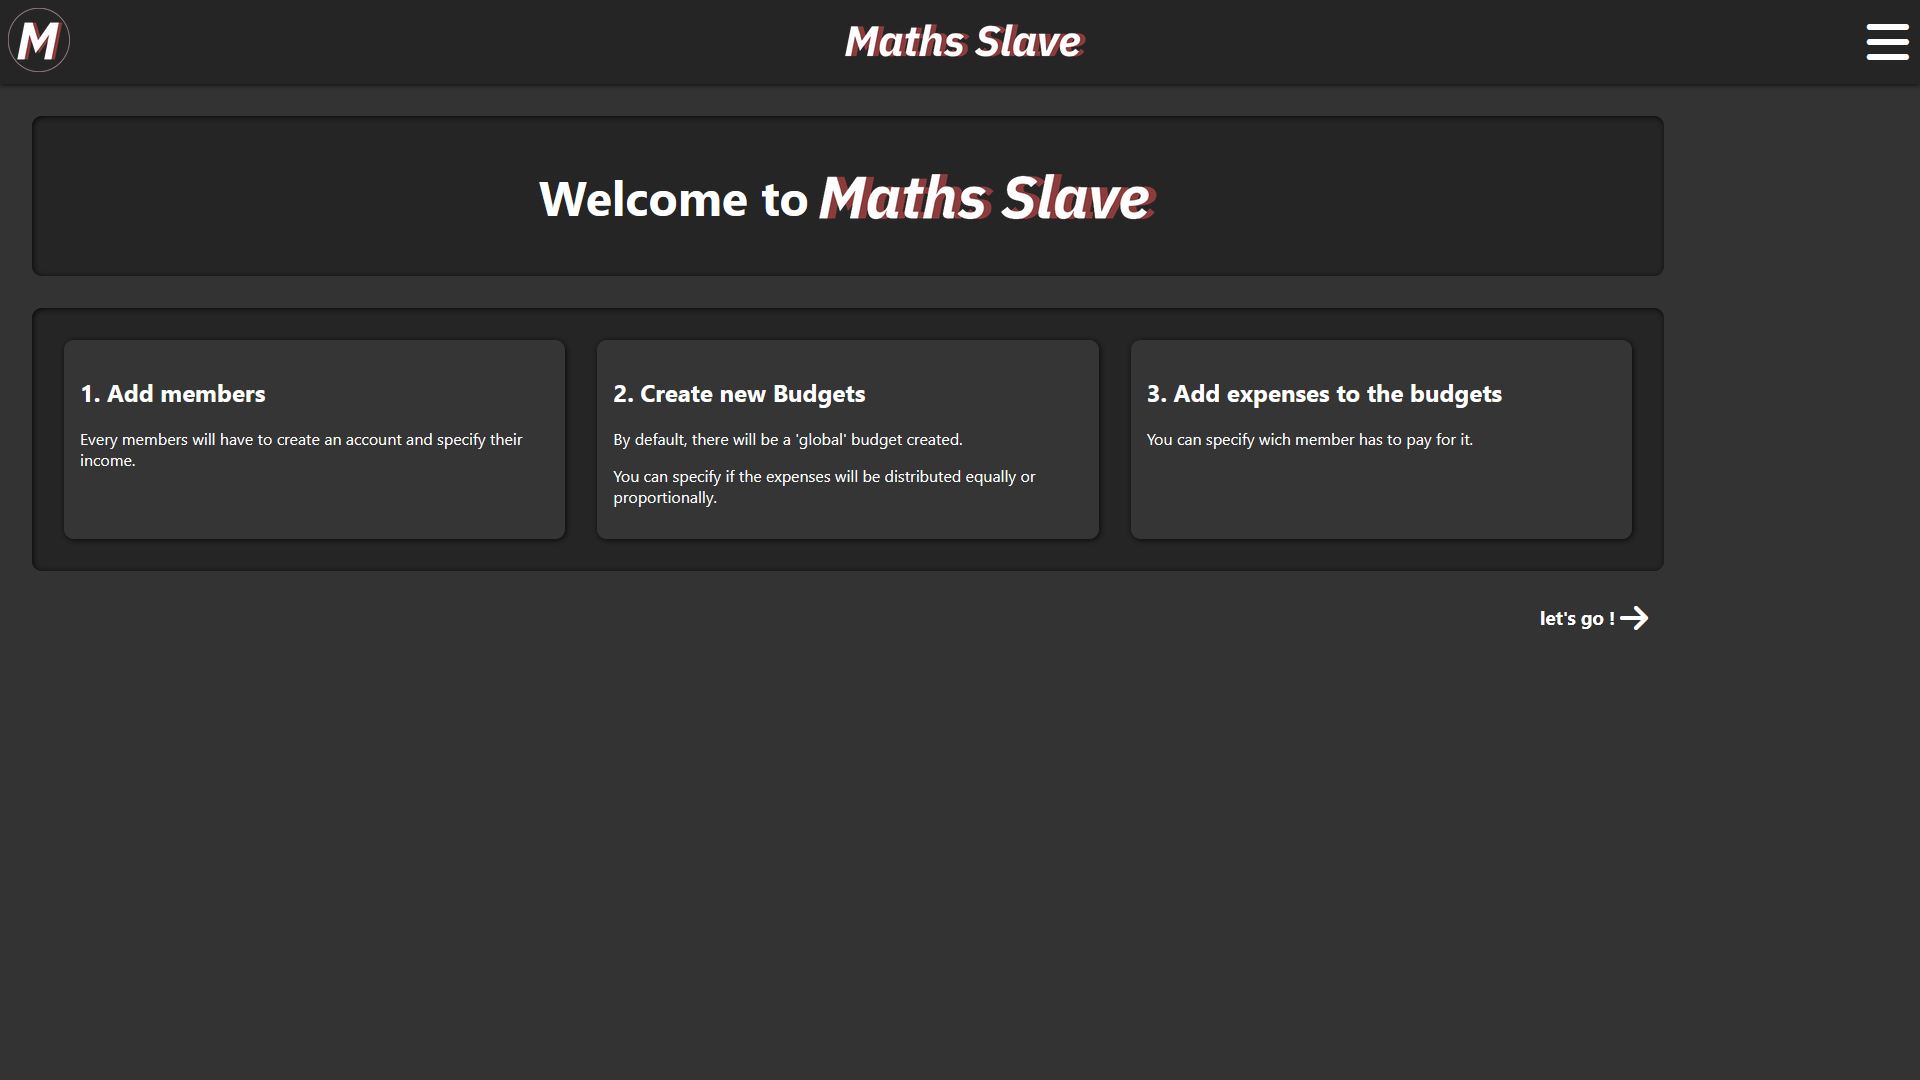 M
Maths Slave
Welcome to Maths Slave
1. Add members
Every members will have to create an account and specify their
income.
2. Create new Budgets
By default, there will be a 'global' budget created.
You can specify if the expenses will be distributed equally or
proportionally.
3. Add expenses to the budgets
You can specify wich member has to pay for it.
let's go !